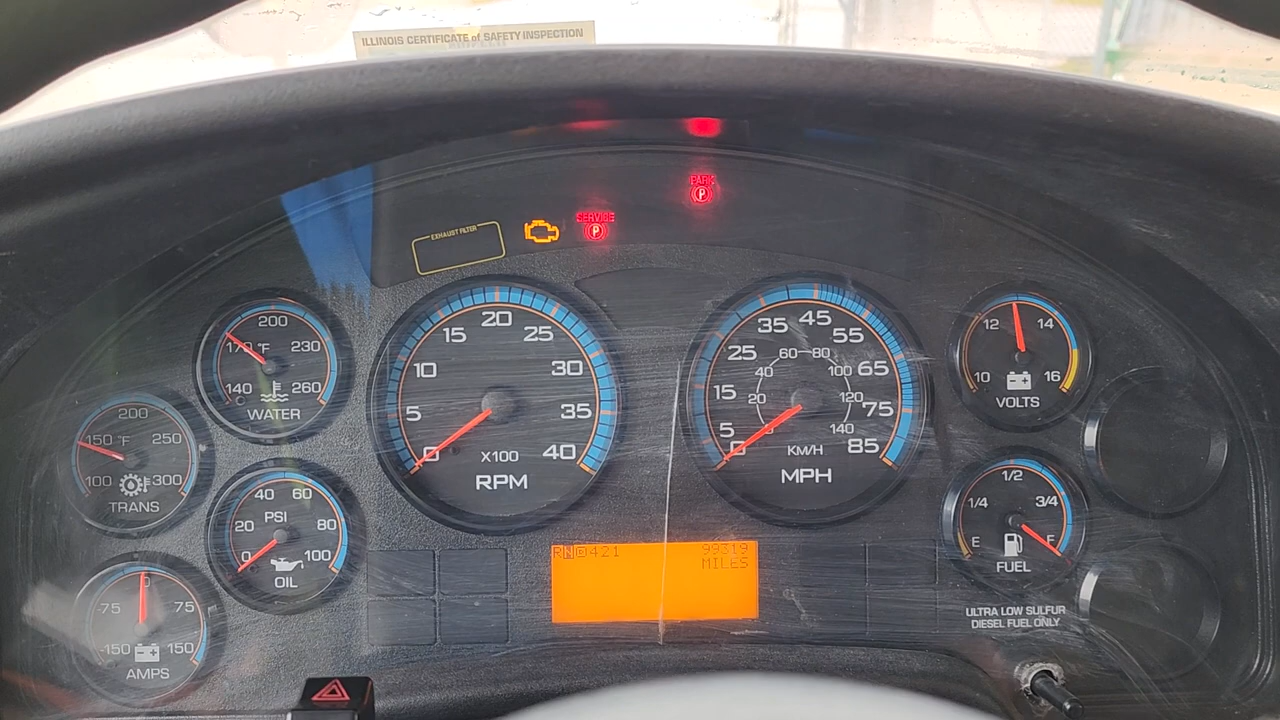 ILLINOIS CERTIFICATE of SAFETY INSPECTION
PARK
P
SERVICE
P
EXHAUST FILTER
140 170 200 230 260
°F
WATER
100 150 200 250 300
°F
TRANS
0 20 40 60 80 100
PSI
OIL
-150 -75 0 75 150
AMPS
0 5 10 15 20 25 30 35 40
X100
RPM
0 5 15 25 35 45 55 65 75 85
20 40 60 80 100 120 140
KM/H
MPH
10 12 14 16
VOLTS
E 1/4 1/2 3/4 F
FUEL
RND421 99319
MILES
ULTRA LOW SULFUR
DIESEL FUEL ONLY